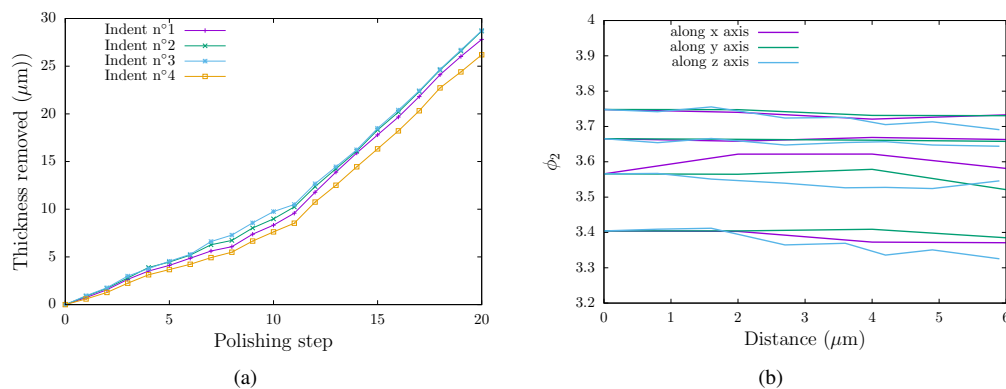 30
25
20
15
10
5
0
0 5 10 15 20
Thickness removed (μm))
Polishing step
Indent n°1
Indent n°2
Indent n°3
Indent n°4
(a)
4
3.9
3.8
3.7
3.6
3.5
3.4
3.3
3.2
0 1 2 3 4 5 6
ϕ2
Distance (μm)
along x axis
along y axis
along z axis
(b)